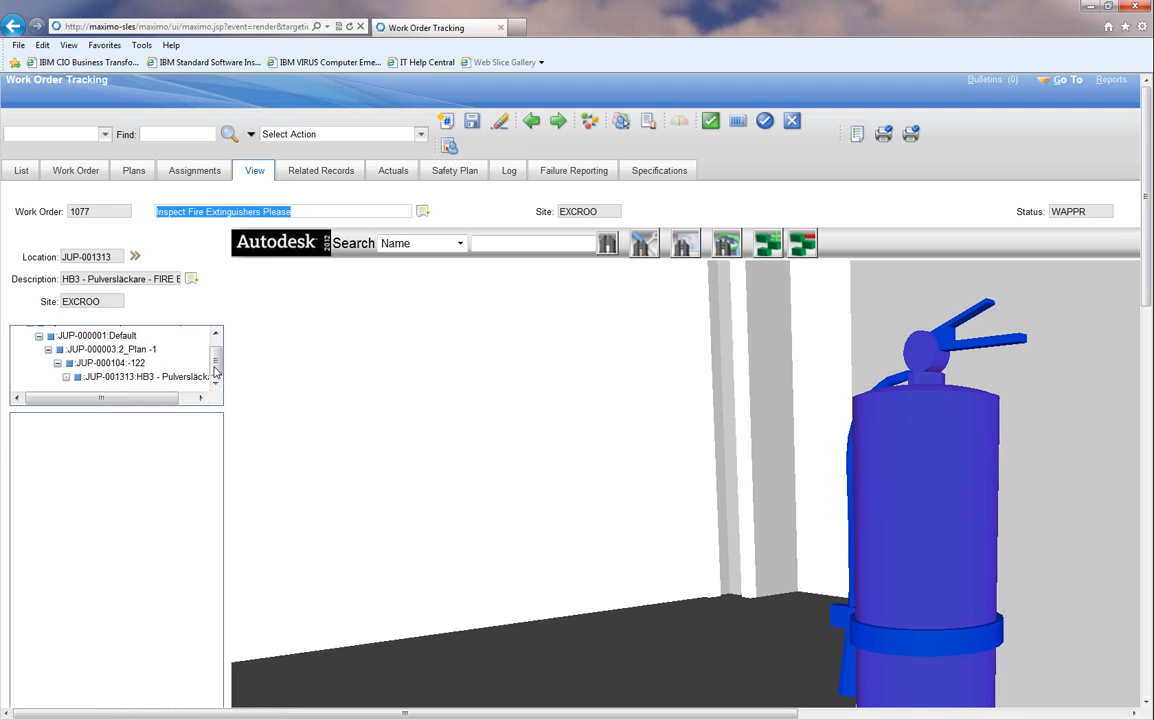 http://maximo-sles/maximo/ui/maximo.jsp?event=render&targeti
Work Order Tracking
File Edit View Favorites Tools Help
IBM CIO Business Transfo... IBM Standard Software Ins... IBM VIRUS Computer Eme... IT Help Central Web Slice Gallery
Work Order Tracking
Bulletins: (0) Go To Reports
Find: Select Action
List Work Order Plans Assignments View Related Records Actuals Safety Plan Log Failure Reporting Specifications
Work Order: 1077 Inspect Fire Extinguishers Please Site: EXCROO Status: WAPPR
Autodesk 2012 Search Name
Location: JUP-001313
Description: HB3 - Pulversläckare - FIRE E
Site: EXCROO
:JUP-000001:Default
:JUP-000003:2_Plan -1
:JUP-000104:-122
:JUP-001313:HB3 - Pulversläck